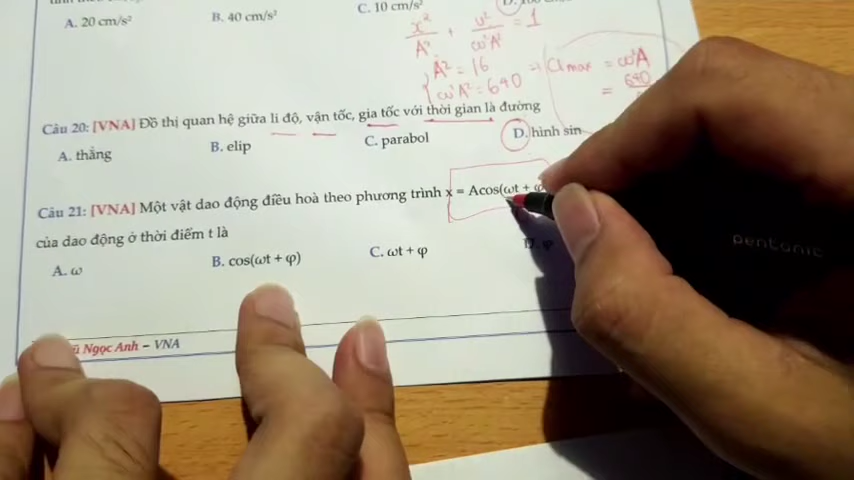 A. 20 cm/s²
B. 40 cm/s²
C. 10 cm/s²
D.
x²/A² + v²/ω²A² = 1
A² = 16
ω²A² = 640
=> amax = ω²A
= 640
Câu 20: [VNA] Đồ thị quan hệ giữa li độ, vận tốc, gia tốc với thời gian là đường
A. thẳng
B. elip
C. parabol
D. hình sin
Câu 21: [VNA] Một vật dao động điều hoà theo phương trình x = Acos(ωt + φ
của dao động ở thời điểm t là
A. ω
B. cos(ωt + φ)
C. ωt + φ
D. φ
Ngọc Anh – VNA
pentonic